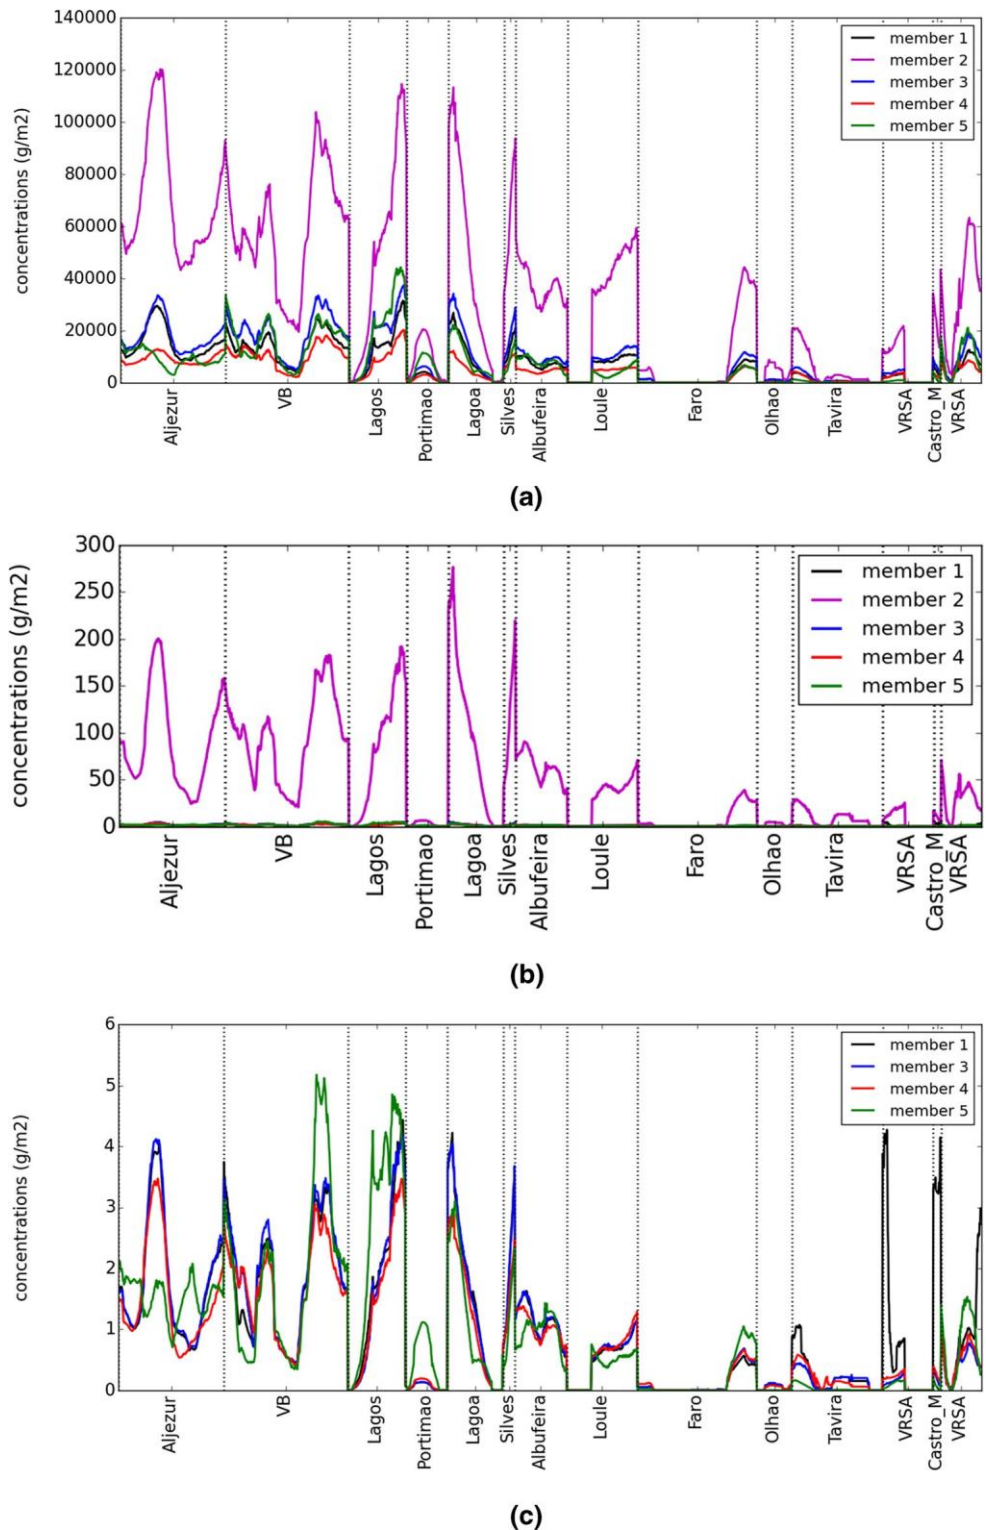 140000
120000
100000
80000
60000
40000
20000
0
concentrations (g/m2)
member 1
member 2
member 3
member 4
member 5
Aljezur
VB
Lagos
Portimao
Lagoa
Silves
Albufeira
Loule
Faro
Olhao
Tavira
VRSA
Castro_M
VRSA
(a)
300
250
200
150
100
50
0
concentrations (g/m2)
member 1
member 2
member 3
member 4
member 5
Aljezur
VB
Lagos
Portimao
Lagoa
Silves
Albufeira
Loule
Faro
Olhao
Tavira
VRSA
Castro_M
VRSA
(b)
6
5
4
3
2
1
0
concentrations (g/m2)
member 1
member 3
member 4
member 5
Aljezur
VB
Lagos
Portimao
Lagoa
Silves
Albufeira
Loule
Faro
Olhao
Tavira
VRSA
Castro_M
VRSA
(c)